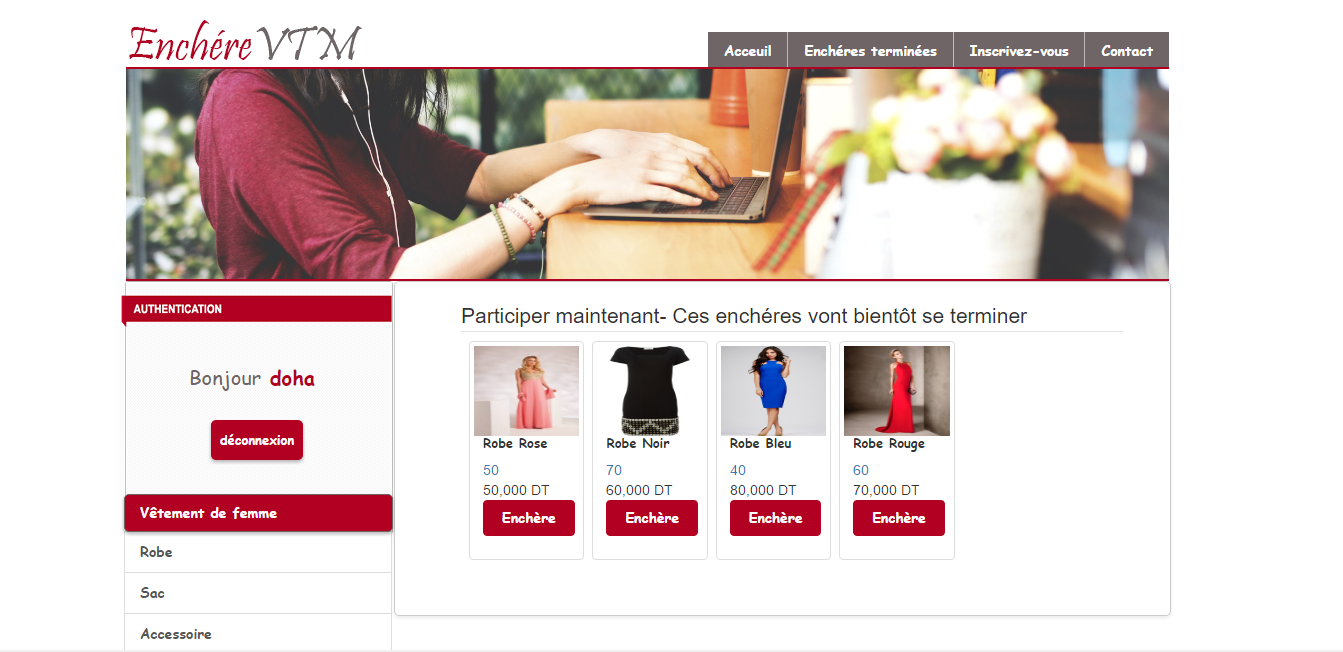 Enchére VTM
Acceuil Enchéres terminées Inscrivez-vous Contact
AUTHENTICATION
Bonjour doha
déconnexion
Vêtement de femme
Robe
Sac
Accessoire
Participer maintenant- Ces enchéres vont bientôt se terminer
Robe Rose
50
50,000 DT
Enchère
Robe Noir
70
60,000 DT
Enchère
Robe Bleu
40
80,000 DT
Enchère
Robe Rouge
60
70,000 DT
Enchère